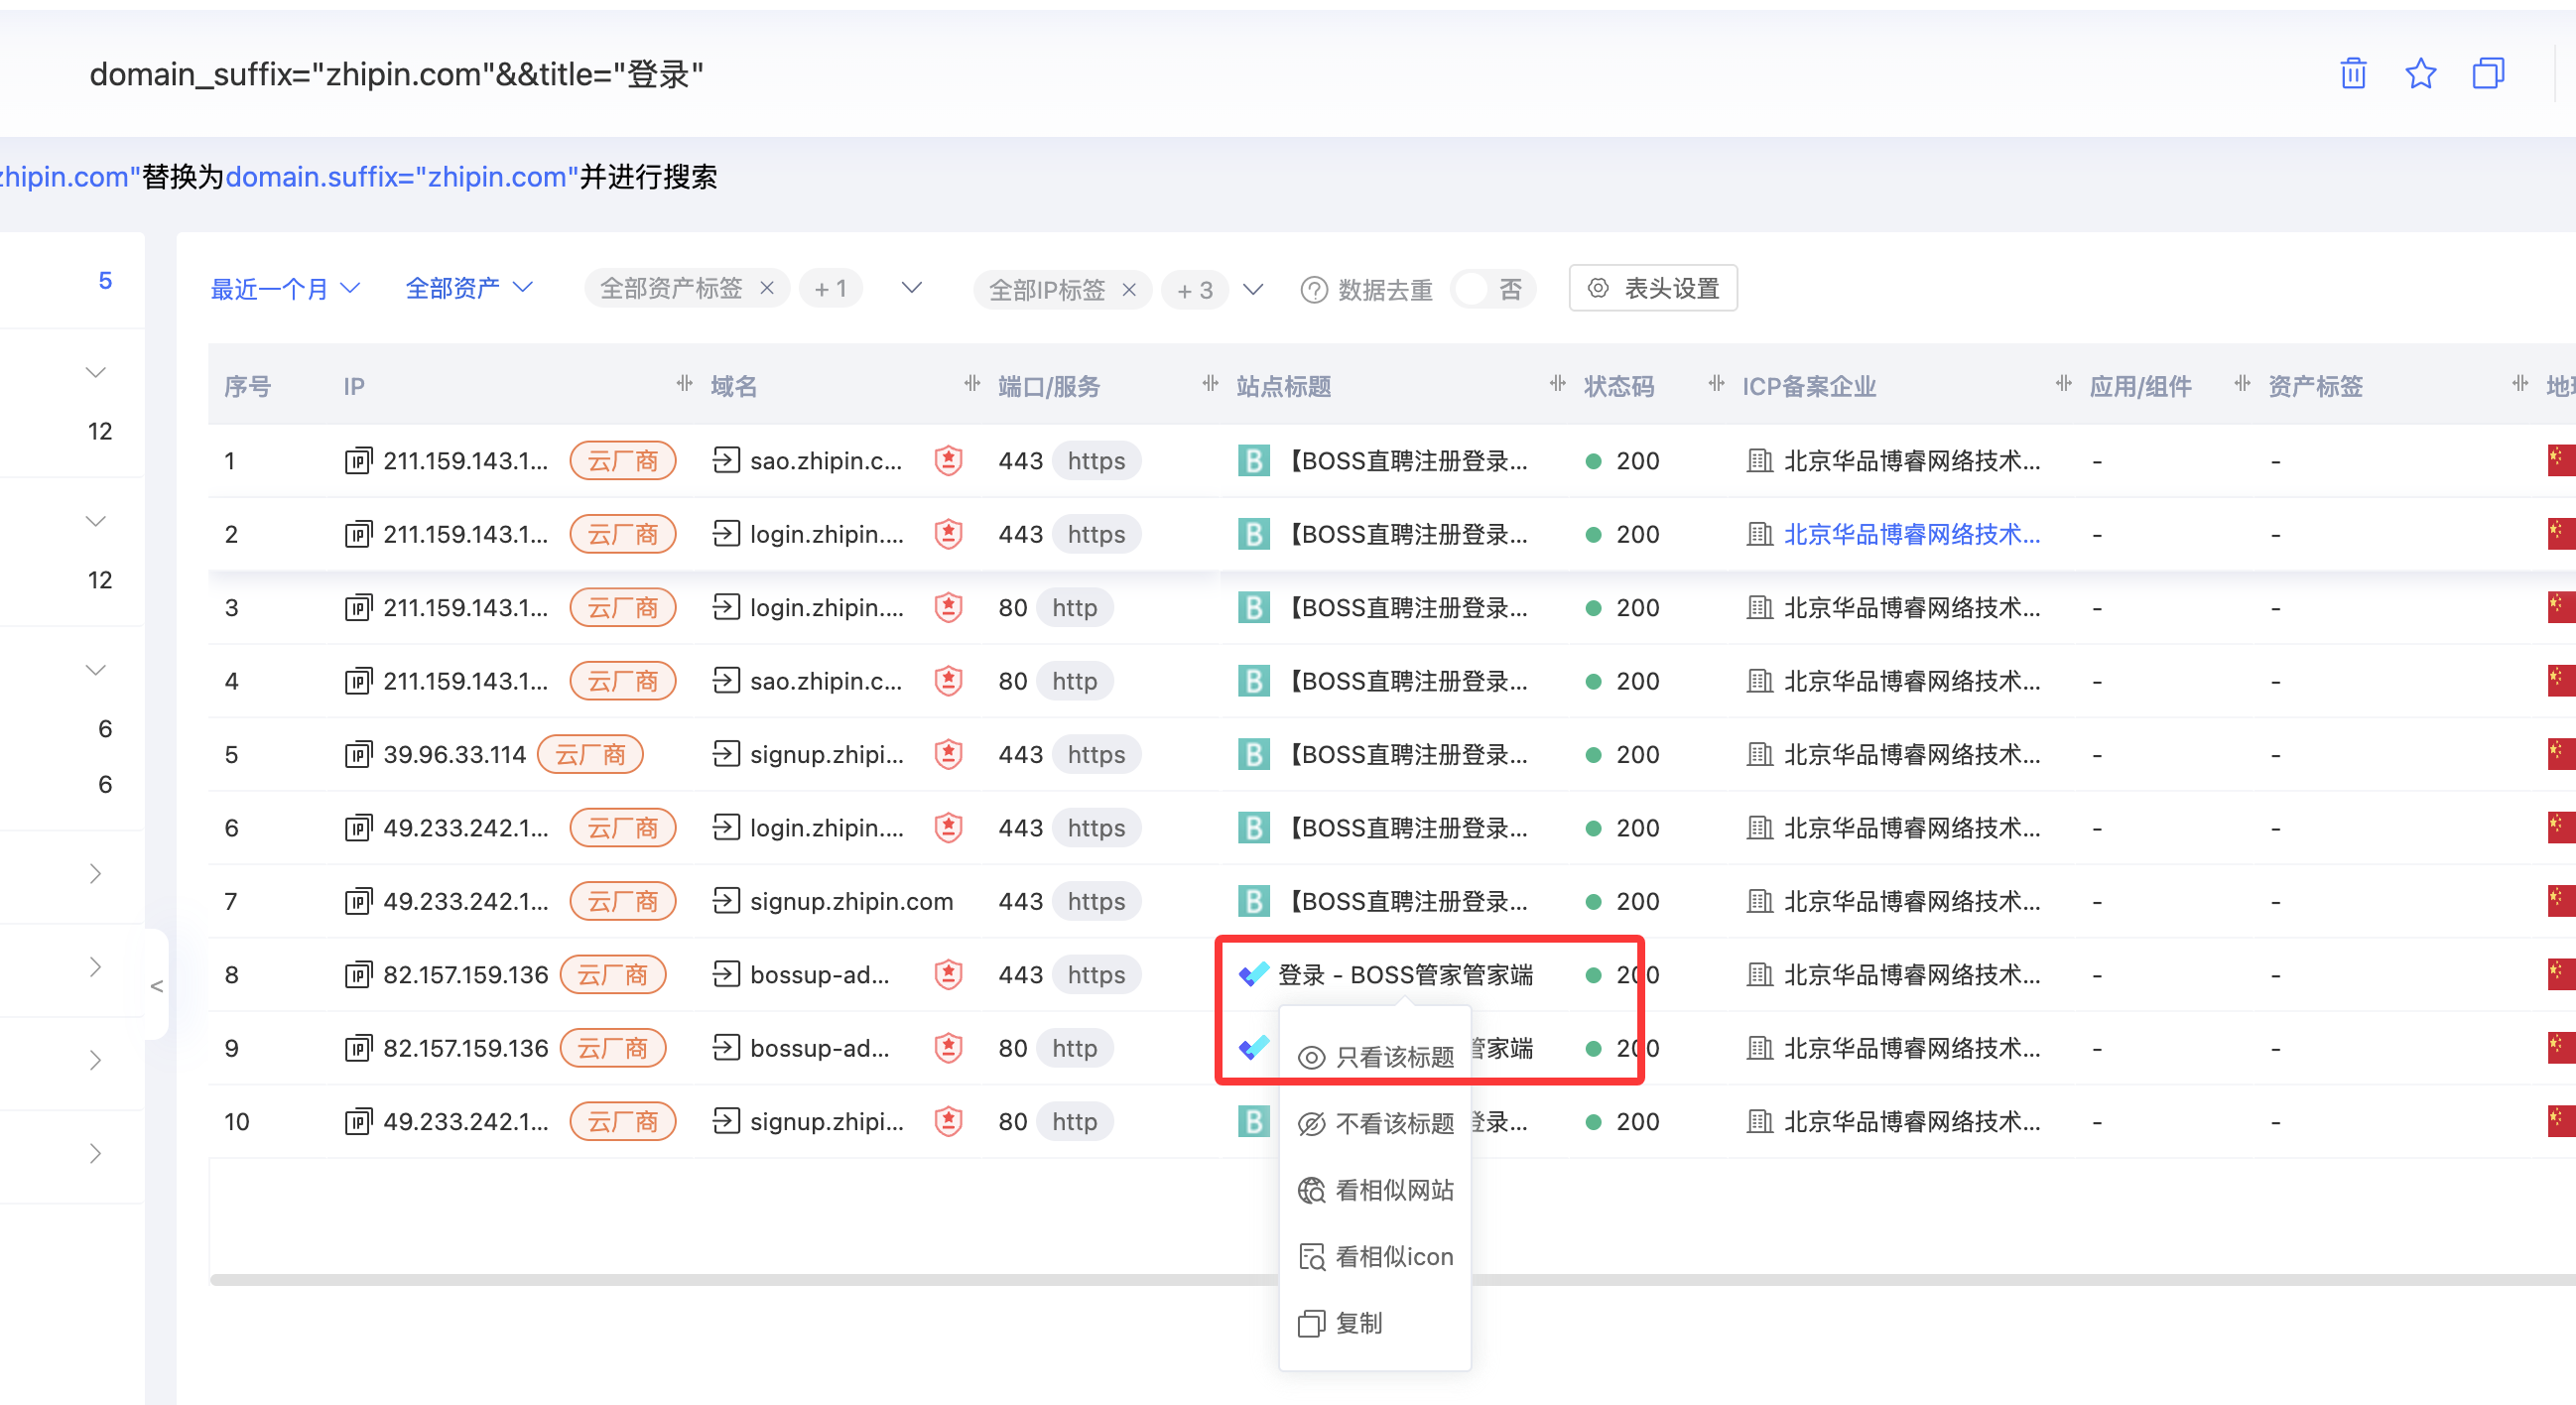 domain_suffix="zhipin.com"&&title="登录"
zhipin.com"替换为domain.suffix="zhipin.com"并进行搜索
5
12
12
6
6
<
最近一个月 全部资产 全部资产标签 × + 1 全部IP标签 × + 3 数据去重 否 表头设置
序号 IP 域名 端口/服务 站点标题 状态码 ICP备案企业 应用/组件 资产标签 地
1 211.159.143.1... 云厂商 sao.zhipin.c... 443 https B 【BOSS直聘注册登录... 200 北京华品博睿网络技术... - -
2 211.159.143.1... 云厂商 login.zhipin.... 443 https B 【BOSS直聘注册登录... 200 北京华品博睿网络技术... - -
3 211.159.143.1... 云厂商 login.zhipin.... 80 http B 【BOSS直聘注册登录... 200 北京华品博睿网络技术... - -
4 211.159.143.1... 云厂商 sao.zhipin.c... 80 http B 【BOSS直聘注册登录... 200 北京华品博睿网络技术... - -
5 39.96.33.114 云厂商 signup.zhipi... 443 https B 【BOSS直聘注册登录... 200 北京华品博睿网络技术... - -
6 49.233.242.1... 云厂商 login.zhipin.... 443 https B 【BOSS直聘注册登录... 200 北京华品博睿网络技术... - -
7 49.233.242.1... 云厂商 signup.zhipin.com 443 https B 【BOSS直聘注册登录... 200 北京华品博睿网络技术... - -
8 82.157.159.136 云厂商 bossup-ad... 443 https 登录 - BOSS管家管家端 200 北京华品博睿网络技术... - -
9 82.157.159.136 云厂商 bossup-ad... 80 http 管家端 200 北京华品博睿网络技术... - -
10 49.233.242.1... 云厂商 signup.zhipi... 80 http B 登录... 200 北京华品博睿网络技术... - -
只看该标题
不看该标题
看相似网站
看相似icon
复制